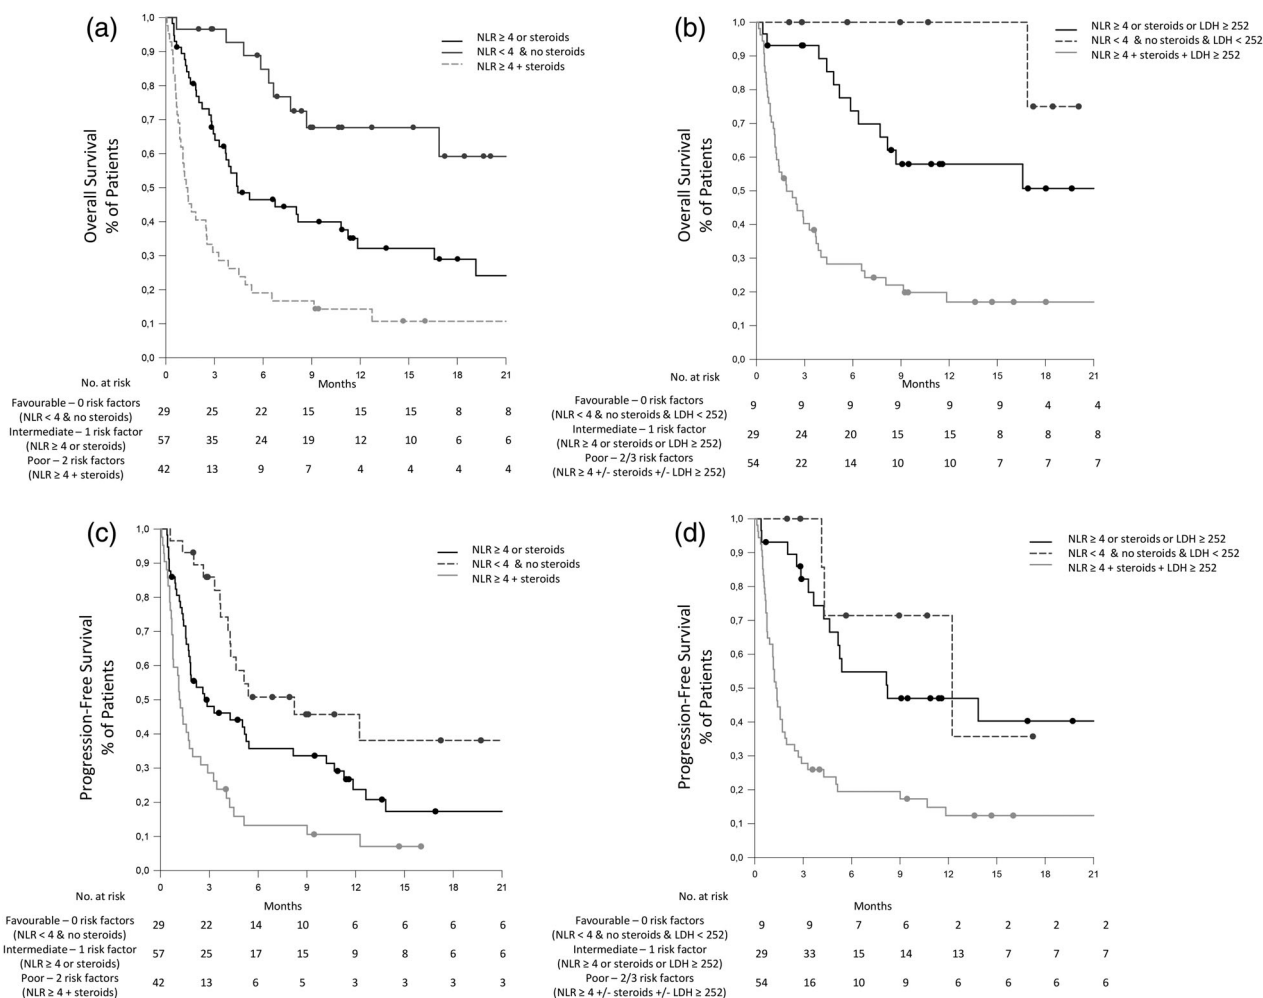 (a)
NLR ≥ 4 or steroids
NLR < 4 & no steroids
NLR ≥ 4 + steroids
Overall Survival
% of Patients
1,0
0,9
0,8
0,7
0,6
0,5
0,4
0,3
0,2
0,1
0,0
0 3 6 9 12 15 18 21
Months
No. at risk
Favourable – 0 risk factors
(NLR < 4 & no steroids)
29 25 22 15 15 15 8 8
Intermediate – 1 risk factor
(NLR ≥ 4 or steroids)
57 35 24 19 12 10 6 6
Poor – 2 risk factors
(NLR ≥ 4 + steroids)
42 13 9 7 4 4 4 4
(b)
NLR ≥ 4 or steroids or LDH ≥ 252
NLR < 4 & no steroids & LDH < 252
NLR ≥ 4 + steroids + LDH ≥ 252
Overall Survival
% of Patients
1,0
0,9
0,8
0,7
0,6
0,5
0,4
0,3
0,2
0,1
0,0
0 3 6 9 12 15 18 21
Months
No. at risk
Favourable – 0 risk factors
(NLR < 4 & no steroids & LDH < 252)
9 9 9 9 9 9 4 4
Intermediate – 1 risk factor
(NLR ≥ 4 or steroids or LDH ≥ 252)
29 24 20 15 15 8 8 8
Poor – 2/3 risk factors
(NLR ≥ 4 +/- steroids +/- LDH ≥ 252)
54 22 14 10 10 7 7 7
(c)
NLR ≥ 4 or steroids
NLR < 4 & no steroids
NLR ≥ 4 + steroids
Progression-Free Survival
% of Patients
1,0
0,9
0,8
0,7
0,6
0,5
0,4
0,3
0,2
0,1
0,0
0 3 6 9 12 15 18 21
No. at risk
Months
Favourable – 0 risk factors
(NLR < 4 & no steroids)
29 22 14 10 6 6 6 6
Intermediate – 1 risk factor
(NLR ≥ 4 or steroids)
57 25 17 15 9 8 6 6
Poor – 2 risk factors
(NLR ≥ 4 + steroids)
42 13 6 5 3 3 3 3
(d)
NLR ≥ 4 or steroids or LDH ≥ 252
NLR < 4 & no steroids & LDH < 252
NLR ≥ 4 + steroids + LDH ≥ 252
Progression-Free Survival
% of Patients
1,0
0,9
0,8
0,7
0,6
0,5
0,4
0,3
0,2
0,1
0,0
0 3 6 9 12 15 18 21
No. at risk
Months
Favourable – 0 risk factors
(NLR < 4 & no steroids & LDH < 252)
9 9 7 6 2 2 2 2
Intermediate – 1 risk factor
(NLR ≥ 4 or steroids or LDH ≥ 252)
29 33 15 14 13 7 7 7
Poor – 2/3 risk factors
(NLR ≥ 4 +/- steroids +/- LDH ≥ 252)
54 16 10 9 6 6 6 6